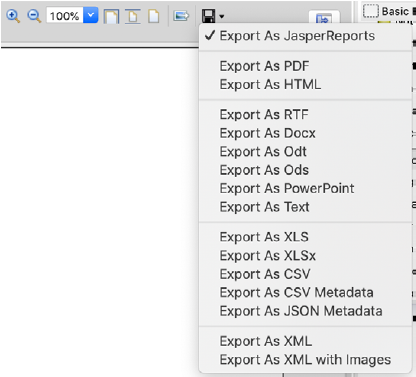 100%
Basic
Export As JasperReports
Export As PDF
Export As HTML
Export As RTF
Export As Docx
Export As Odt
Export As Ods
Export As PowerPoint
Export As Text
Export As XLS
Export As XLSx
Export As CSV
Export As CSV Metadata
Export As JSON Metadata
Export As XML
Export As XML with Images